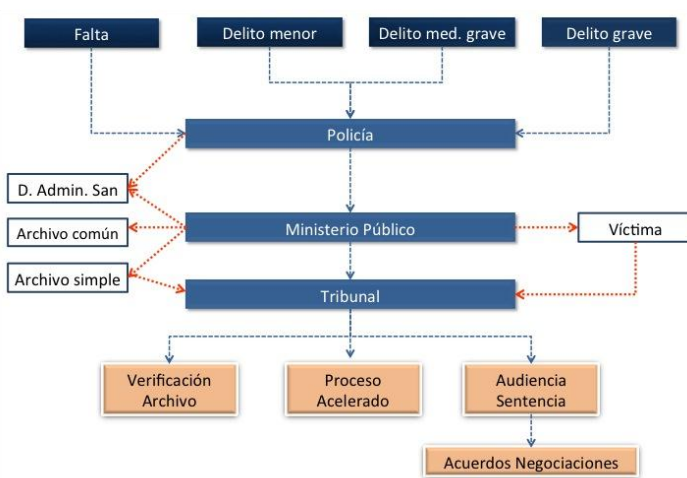 Falta
Delito menor
Delito med. grave
Delito grave
Policía
D. Admin. San
Ministerio Público
Víctima
Archivo común
Archivo simple
Tribunal
Verificación
Archivo
Proceso
Acelerado
Audiencia
Sentencia
Acuerdos Negociaciones